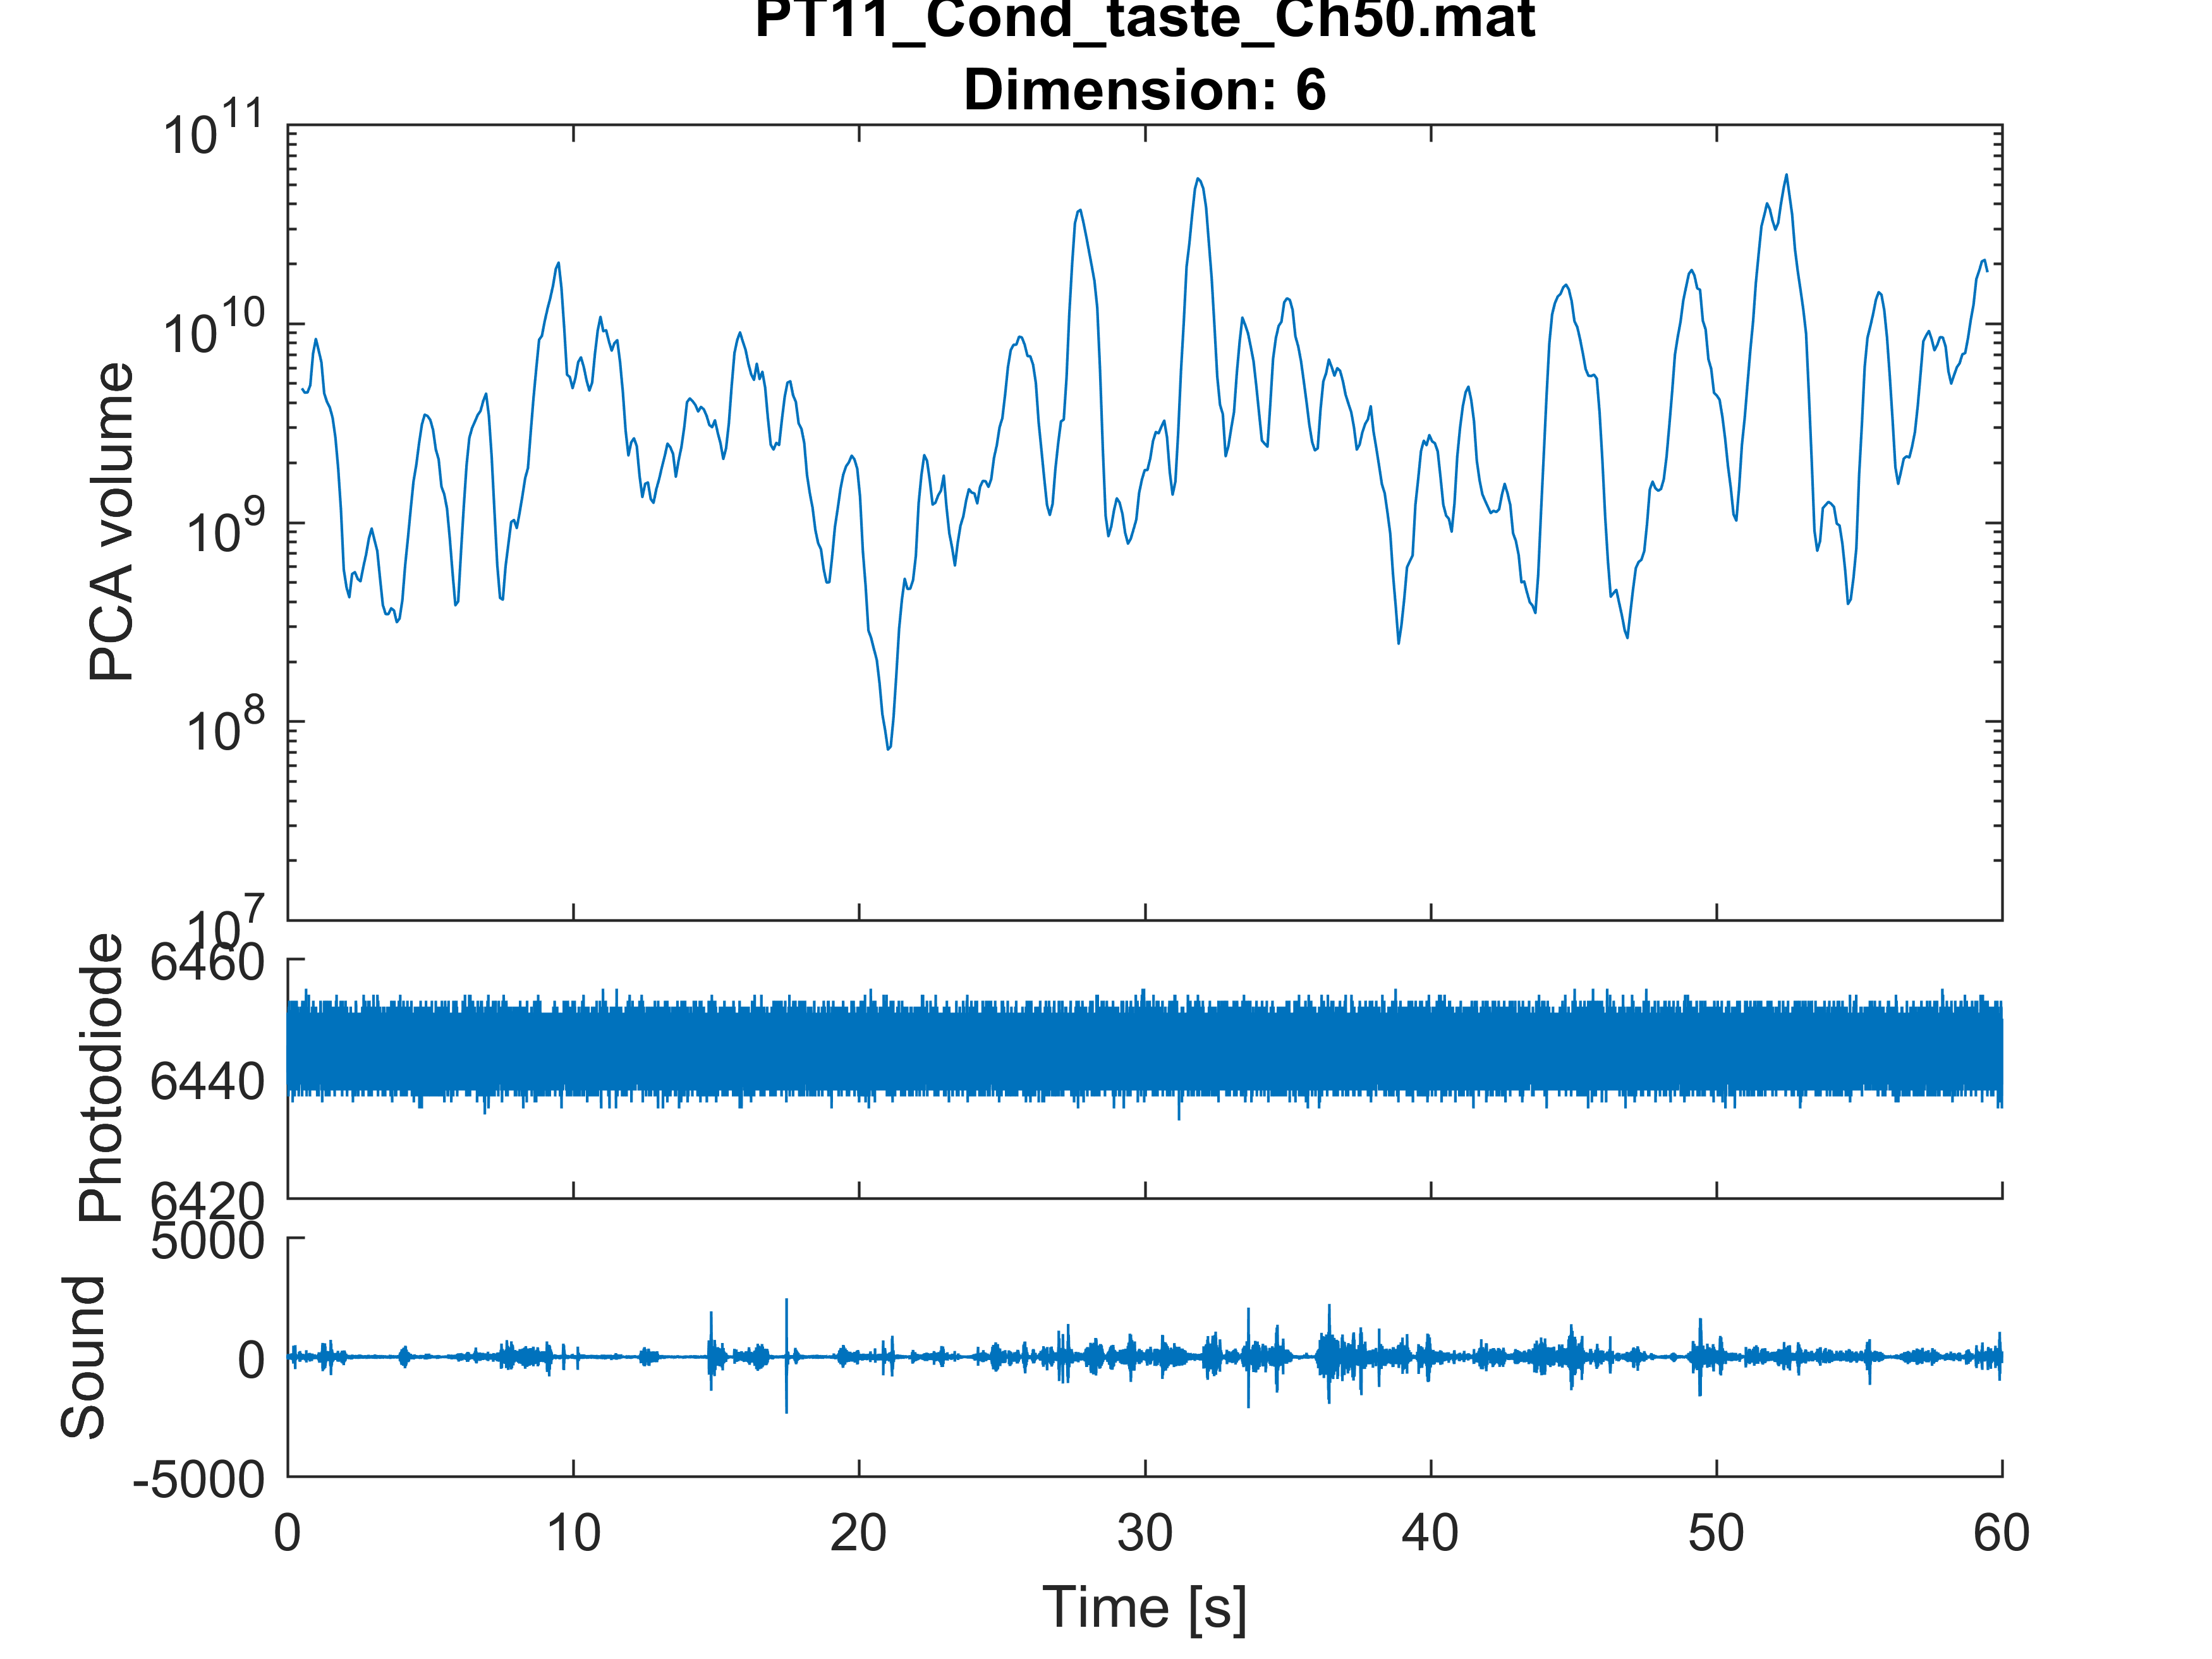 PT11_Cond_taste_Ch50.mat
Dimension: 6
PCA volume
10^11
10^10
10^9
10^8
10^7
Photodiode
6460
6440
6420
Sound
5000
0
-5000
0 10 20 30 40 50 60
Time [s]